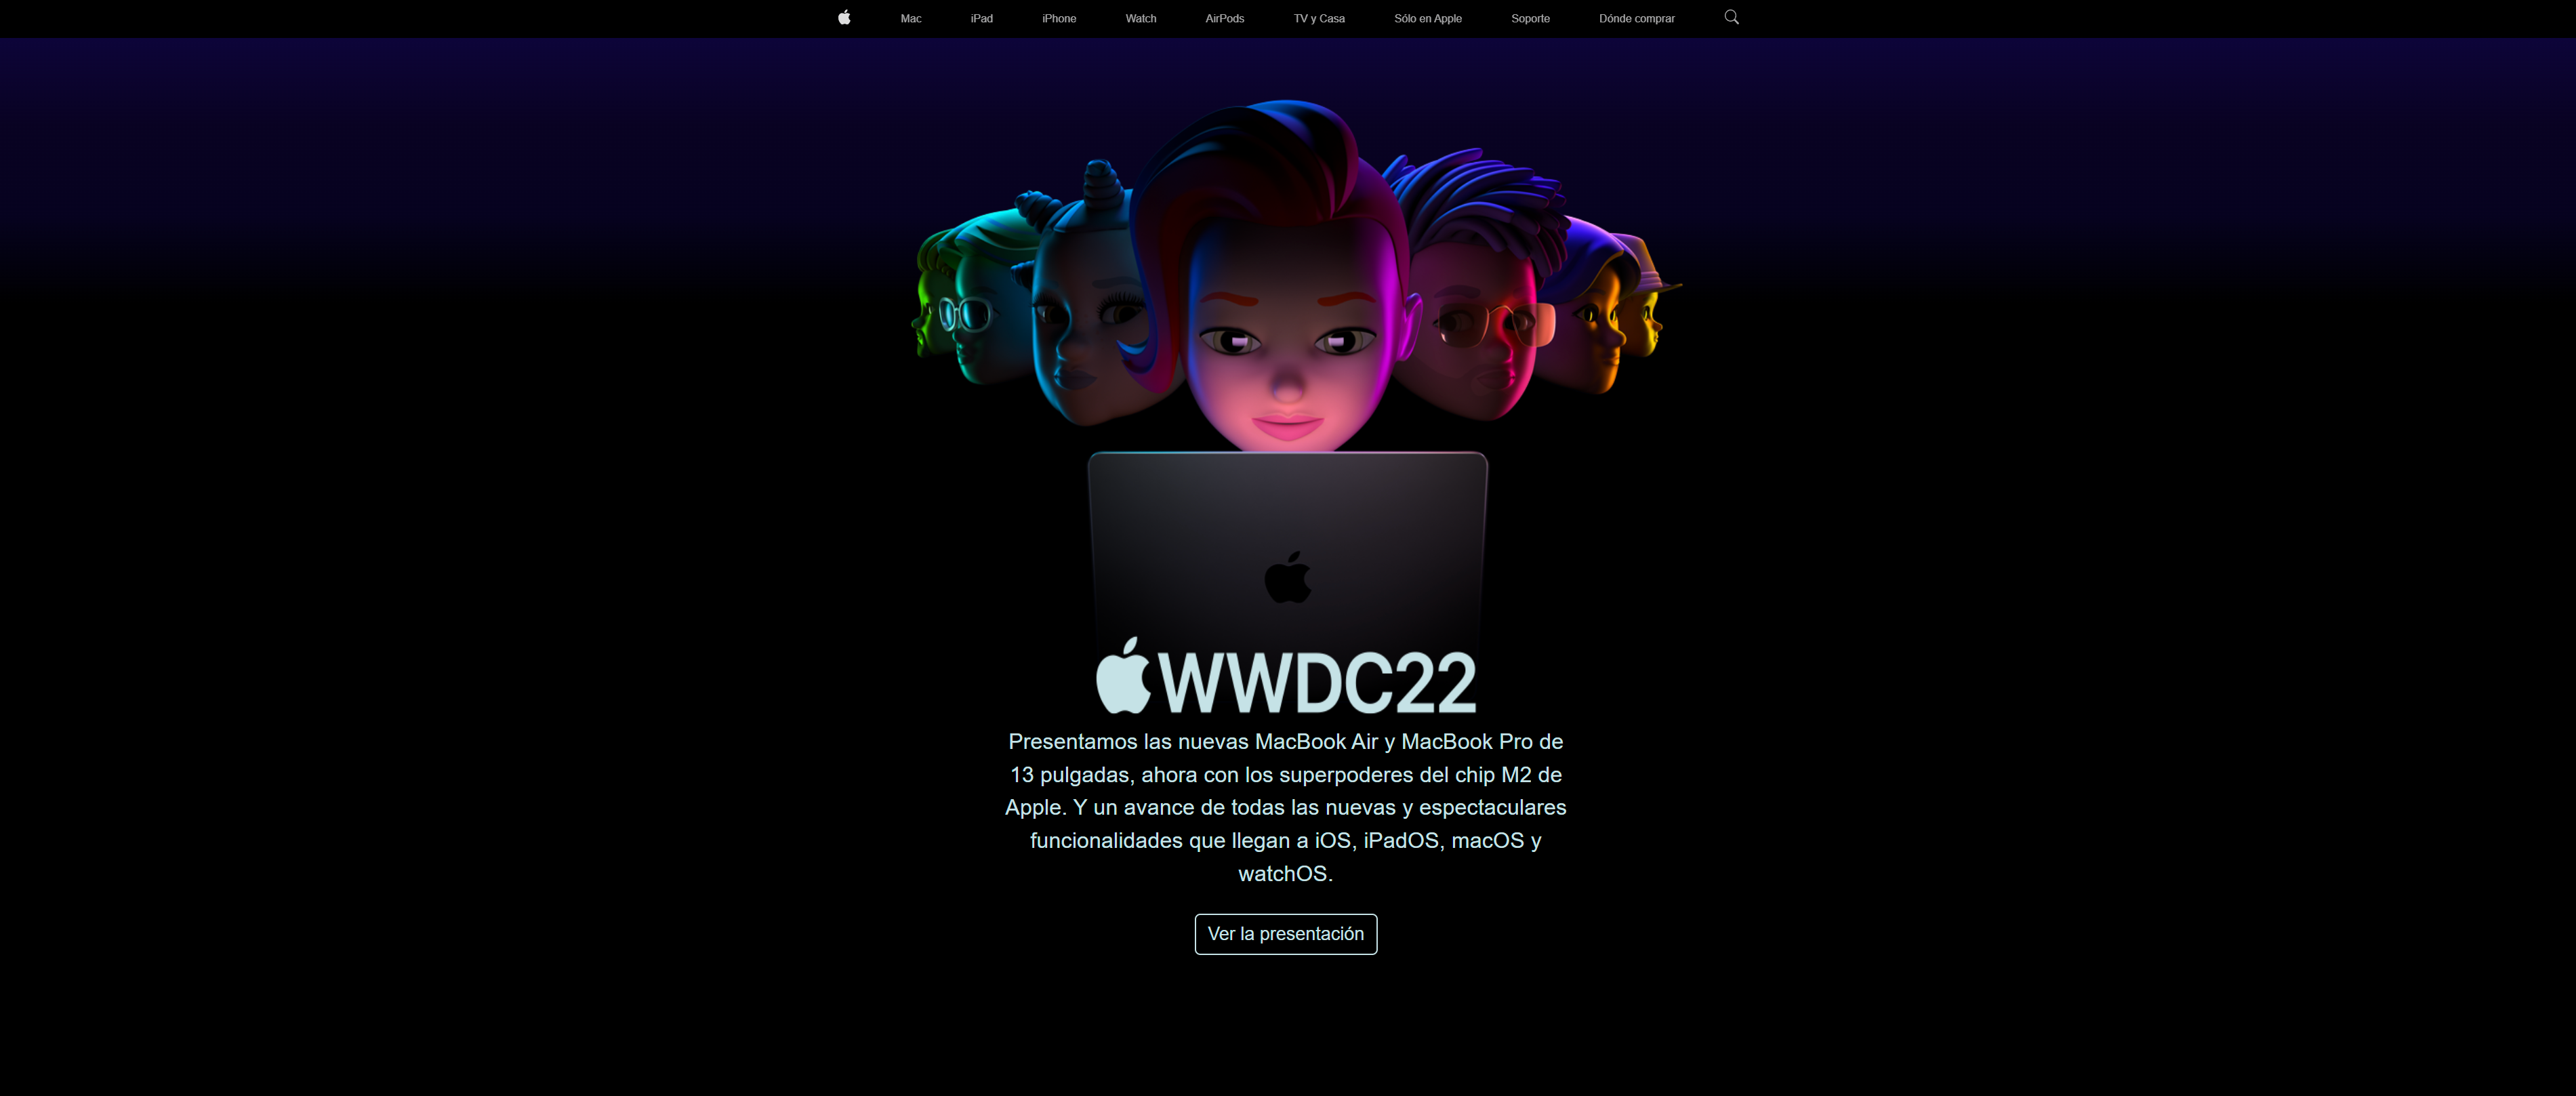 Mac iPad iPhone Watch AirPods TV y Casa Sólo en Apple Soporte Dónde comprar
WWDC22
Presentamos las nuevas MacBook Air y MacBook Pro de
13 pulgadas, ahora con los superpoderes del chip M2 de
Apple. Y un avance de todas las nuevas y espectaculares
funcionalidades que llegan a iOS, iPadOS, macOS y
watchOS.
Ver la presentación